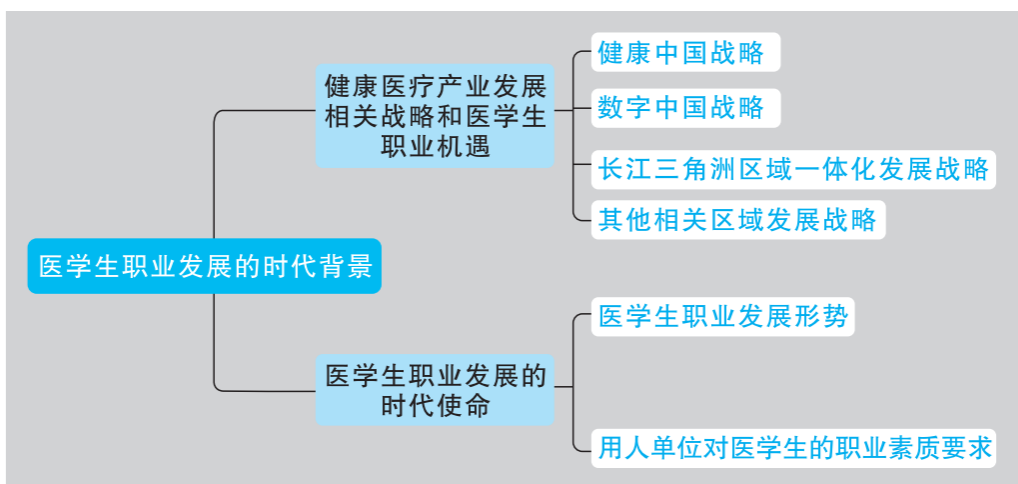 医学生职业发展的时代背景
健康医疗产业发展
相关战略和医学生
职业机遇
健康中国战略
数字中国战略
长江三角洲区域一体化发展战略
其他相关区域发展战略
医学生职业发展的
时代使命
医学生职业发展形势
用人单位对医学生的职业素质要求